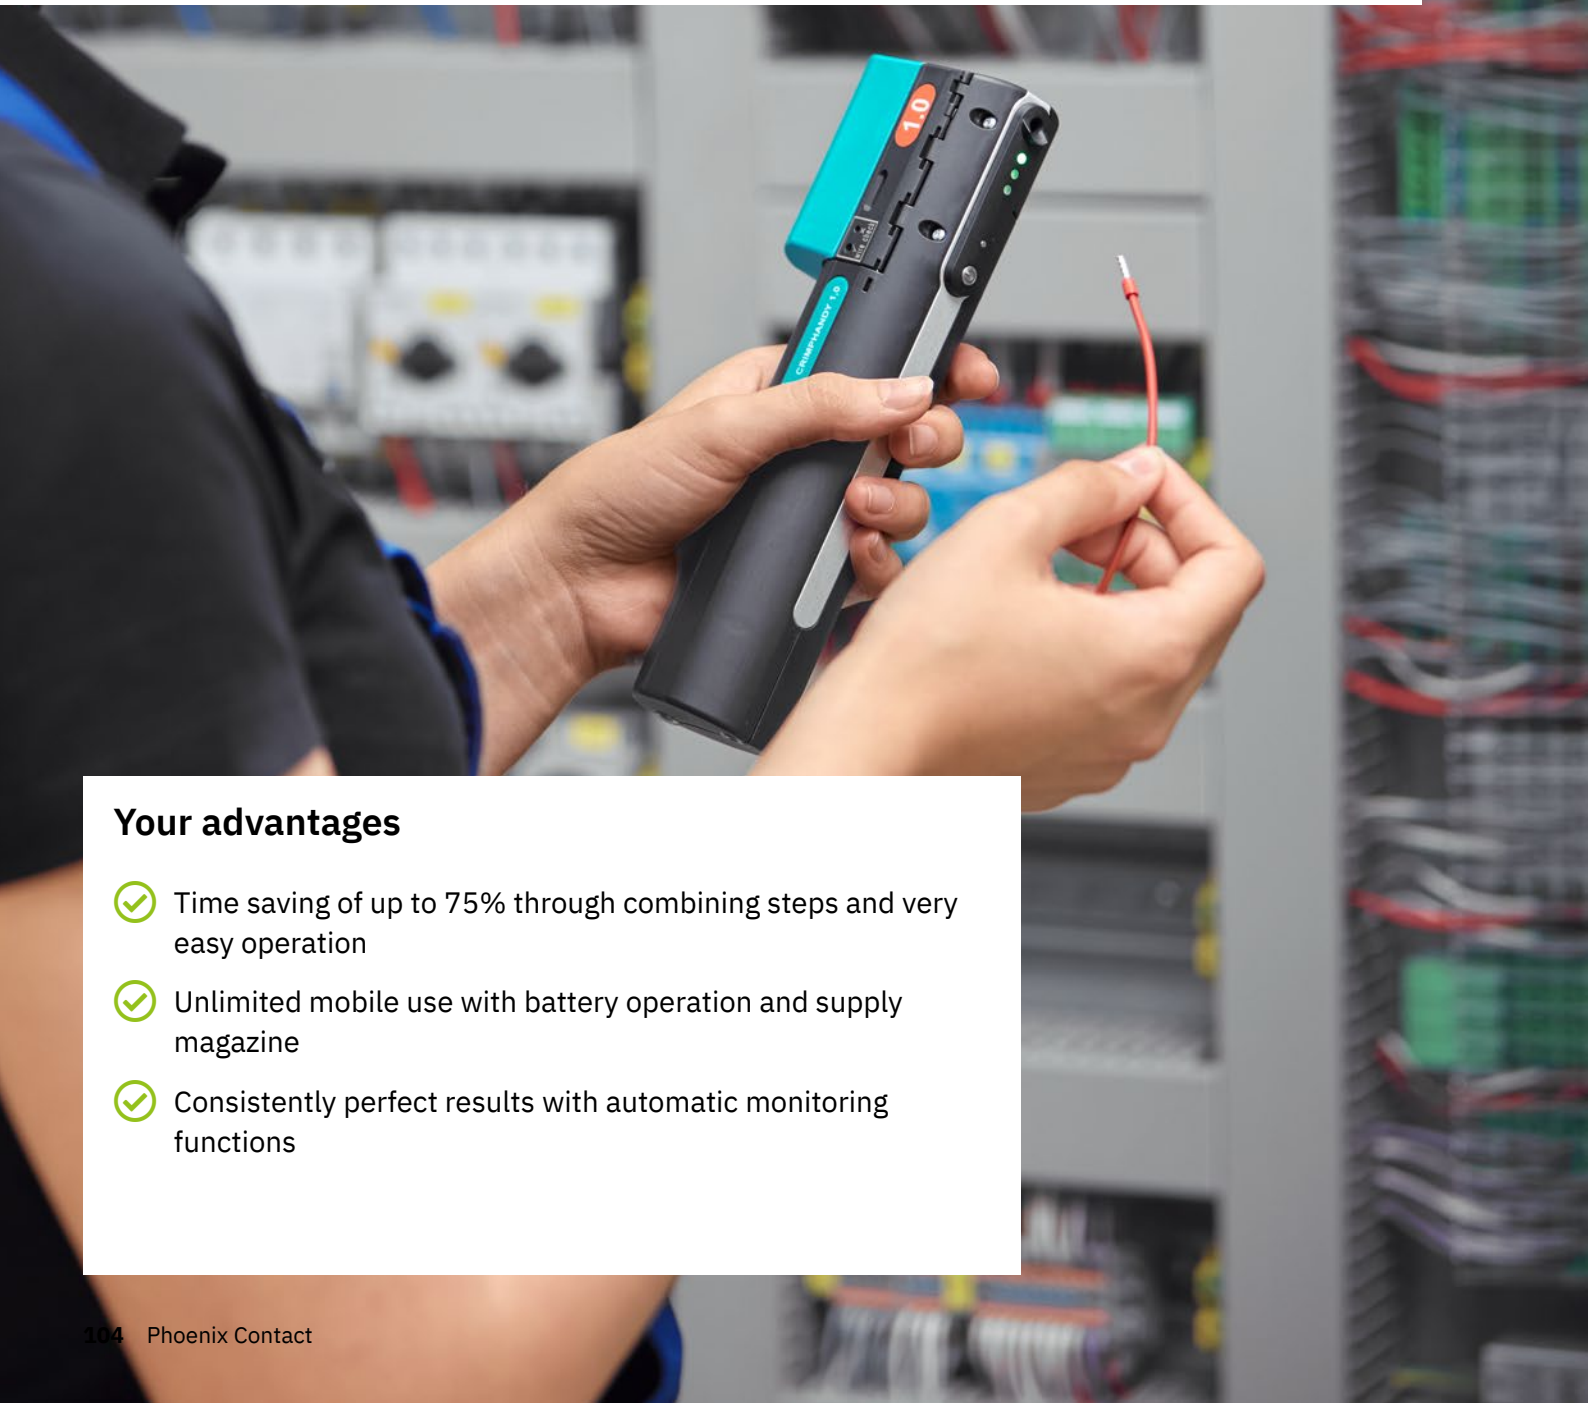 1.0
wire check
CRIMPHANDY 1.0
Your advantages
Time saving of up to 75% through combining steps and very
easy operation
Unlimited mobile use with battery operation and supply
magazine
Consistently perfect results with automatic monitoring
functions
104 Phoenix Contact